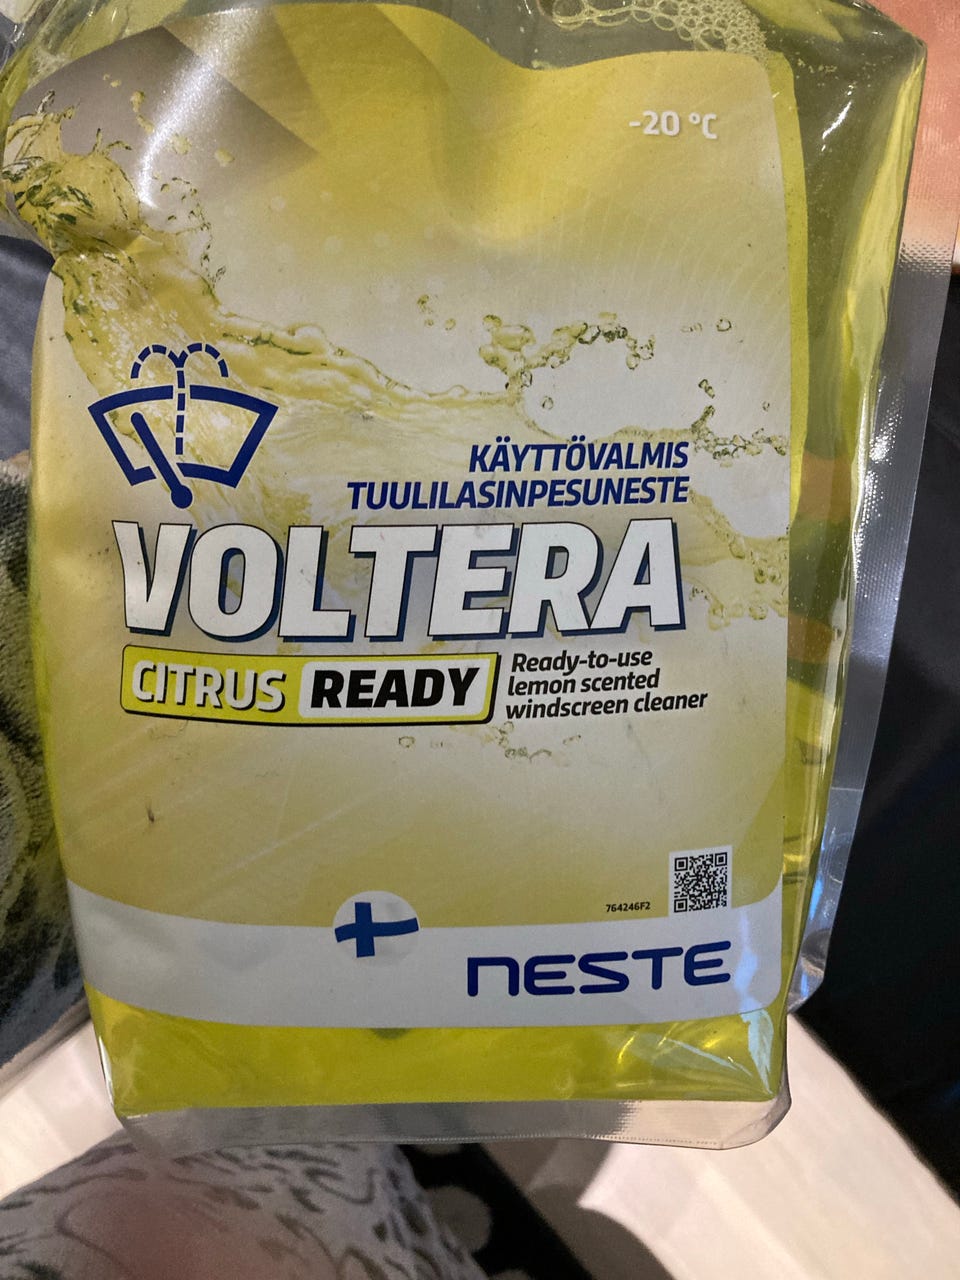 -20 °C
KÄYTTÖVALMIS
TUULILASINPESUNESTE
VOLTERA
CITRUS READY
Ready-to-use
lemon scented
windscreen cleaner
764246F2
NESTE